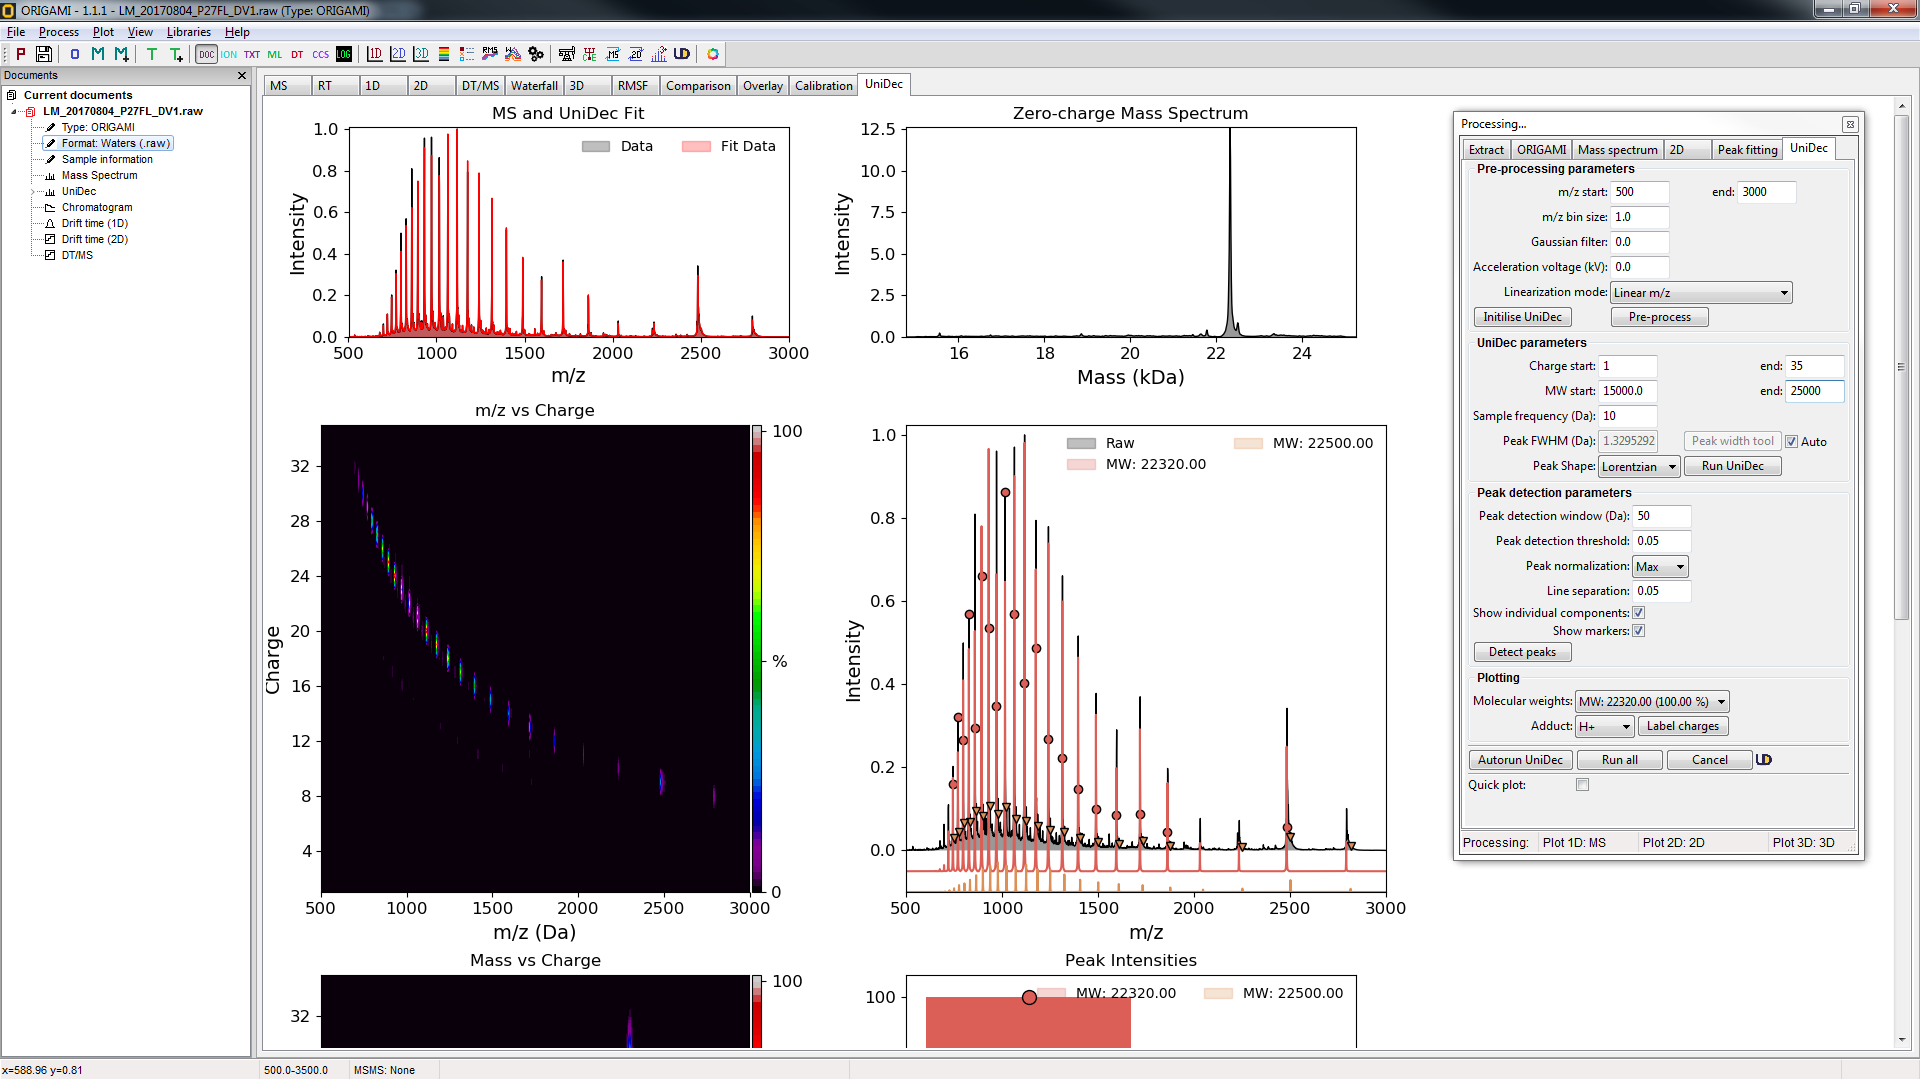 ORIGAMI - 1.1.1 - LM_20170804_P27FL_DV1.raw (Type: ORIGAMI)
File Process Plot View Libraries Help
P O M M T T DOC ION TXT ML DT CCS LOG 1D 2D 3D RMS MS 2D UD
Documents
Current documents
LM_20170804_P27FL_DV1.raw
Type: ORIGAMI
Format: Waters (.raw)
Sample information
Mass Spectrum
UniDec
Chromatogram
Drift time (1D)
Drift time (2D)
DT/MS
MS RT 1D 2D DT/MS Waterfall 3D RMSF Comparison Overlay Calibration UniDec
MS and UniDec Fit
Data Fit Data
Intensity
1.0
0.8
0.6
0.4
0.2
0.0
500 1000 1500 2000 2500 3000
m/z
Zero-charge Mass Spectrum
Intensity
12.5
10.0
7.5
5.0
2.5
0.0
16 18 20 22 24
Mass (kDa)
m/z vs Charge
Charge
32
28
24
20
16
12
8
4
500 1000 1500 2000 2500 3000
m/z (Da)
100
%
0
Raw MW: 22500.00
MW: 22320.00
Intensity
1.0
0.8
0.6
0.4
0.2
0.0
500 1000 1500 2000 2500 3000
m/z
Mass vs Charge
32
100
Peak Intensities
100
MW: 22320.00 MW: 22500.00
Processing...
Extract ORIGAMI Mass spectrum 2D Peak fitting UniDec
Pre-processing parameters
m/z start: 500 end: 3000
m/z bin size: 1.0
Gaussian filter: 0.0
Acceleration voltage (kV): 0.0
Linearization mode: Linear m/z
Initilise UniDec Pre-process
UniDec parameters
Charge start: 1 end: 35
MW start: 15000.0 end: 25000
Sample frequency (Da): 10
Peak FWHM (Da): 1.3295292 Peak width tool Auto
Peak Shape: Lorentzian Run UniDec
Peak detection parameters
Peak detection window (Da): 50
Peak detection threshold: 0.05
Peak normalization: Max
Line separation: 0.05
Show individual components:
Show markers:
Detect peaks
Plotting
Molecular weights: MW: 22320.00 (100.00 %)
Adduct: H+ Label charges
Autorun UniDec Run all Cancel UD
Quick plot:
Processing: Plot 1D: MS Plot 2D: 2D Plot 3D: 3D
x=588.96 y=0.81 500.0-3500.0 MSMS: None